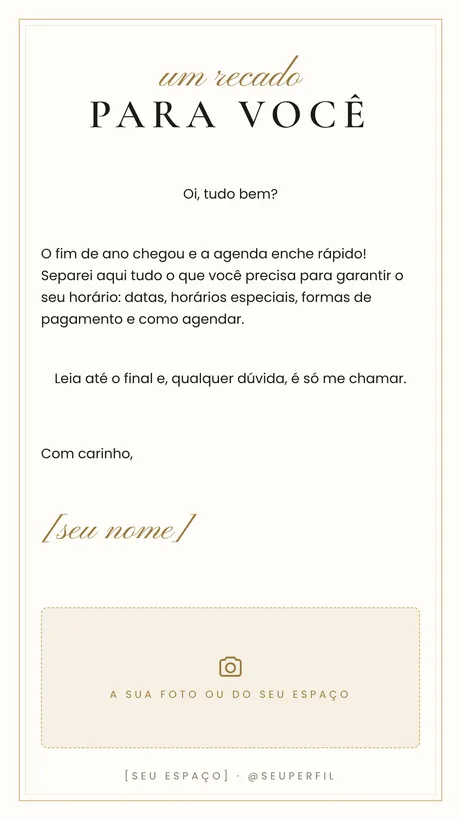 um recado
PARA VOCÊ
Oi, tudo bem?
O fim de ano chegou e a agenda enche rápido!
Separei aqui tudo o que você precisa para garantir o
seu horário: datas, horários especiais, formas de
pagamento e como agendar.
Leia até o final e, qualquer dúvida, é só me chamar.
Com carinho,
[seu nome]
A SUA FOTO OU DO SEU ESPAÇO
[SEU ESPAÇO] · @SEUPERFIL